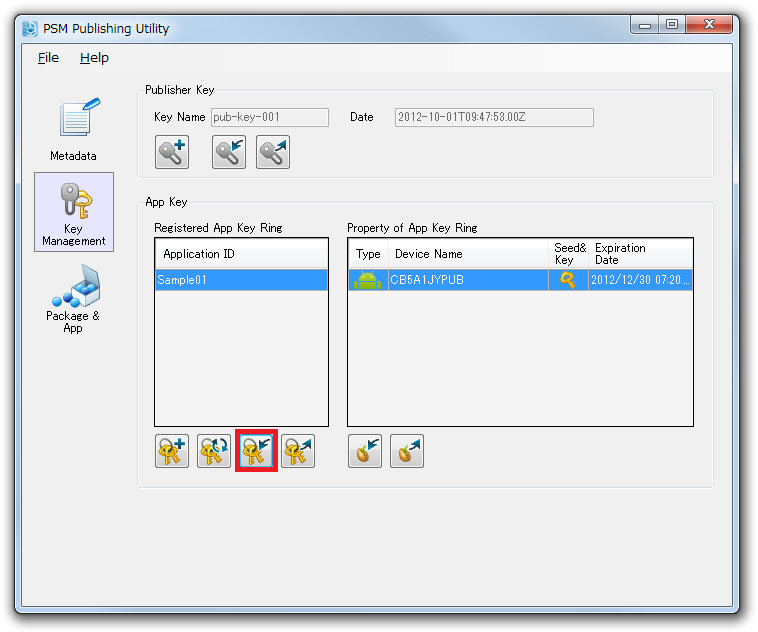 PSM Publishing Utility
File Help
Publisher Key
Key Name pub-key-001 Date 2012-10-01T09:47:53.00Z
Metadata
Key
Management
Package &
App
App Key
Registered App Key Ring
Application ID
Sample01
Property of App Key Ring
Type Device Name Seed& Key Expiration Date
CB5A1JYPUB 2012/12/30 07:20:...